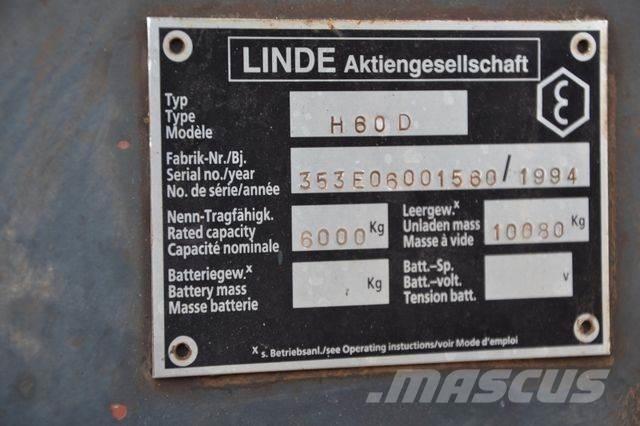 LINDE Aktiengesellschaft
Typ
Type
Modèle
H60D
Fabrik-Nr./Bj.
Serial no./year
No. de série/année
353E06001560/1994
Nenn-Tragfähigk.
Rated capacity
Capacité nominale
6000 Kg
Leergew.x
Unladen mass
Masse à vide
10080 Kg
Batteriegew.x
Battery mass
Masse batterie
Kg
Batt.-Sp.
Batt.-volt.
Tension batt.
V
x s. Betriebsanl./see Operating instuctions/voir Mode d'emploi
MASCUS